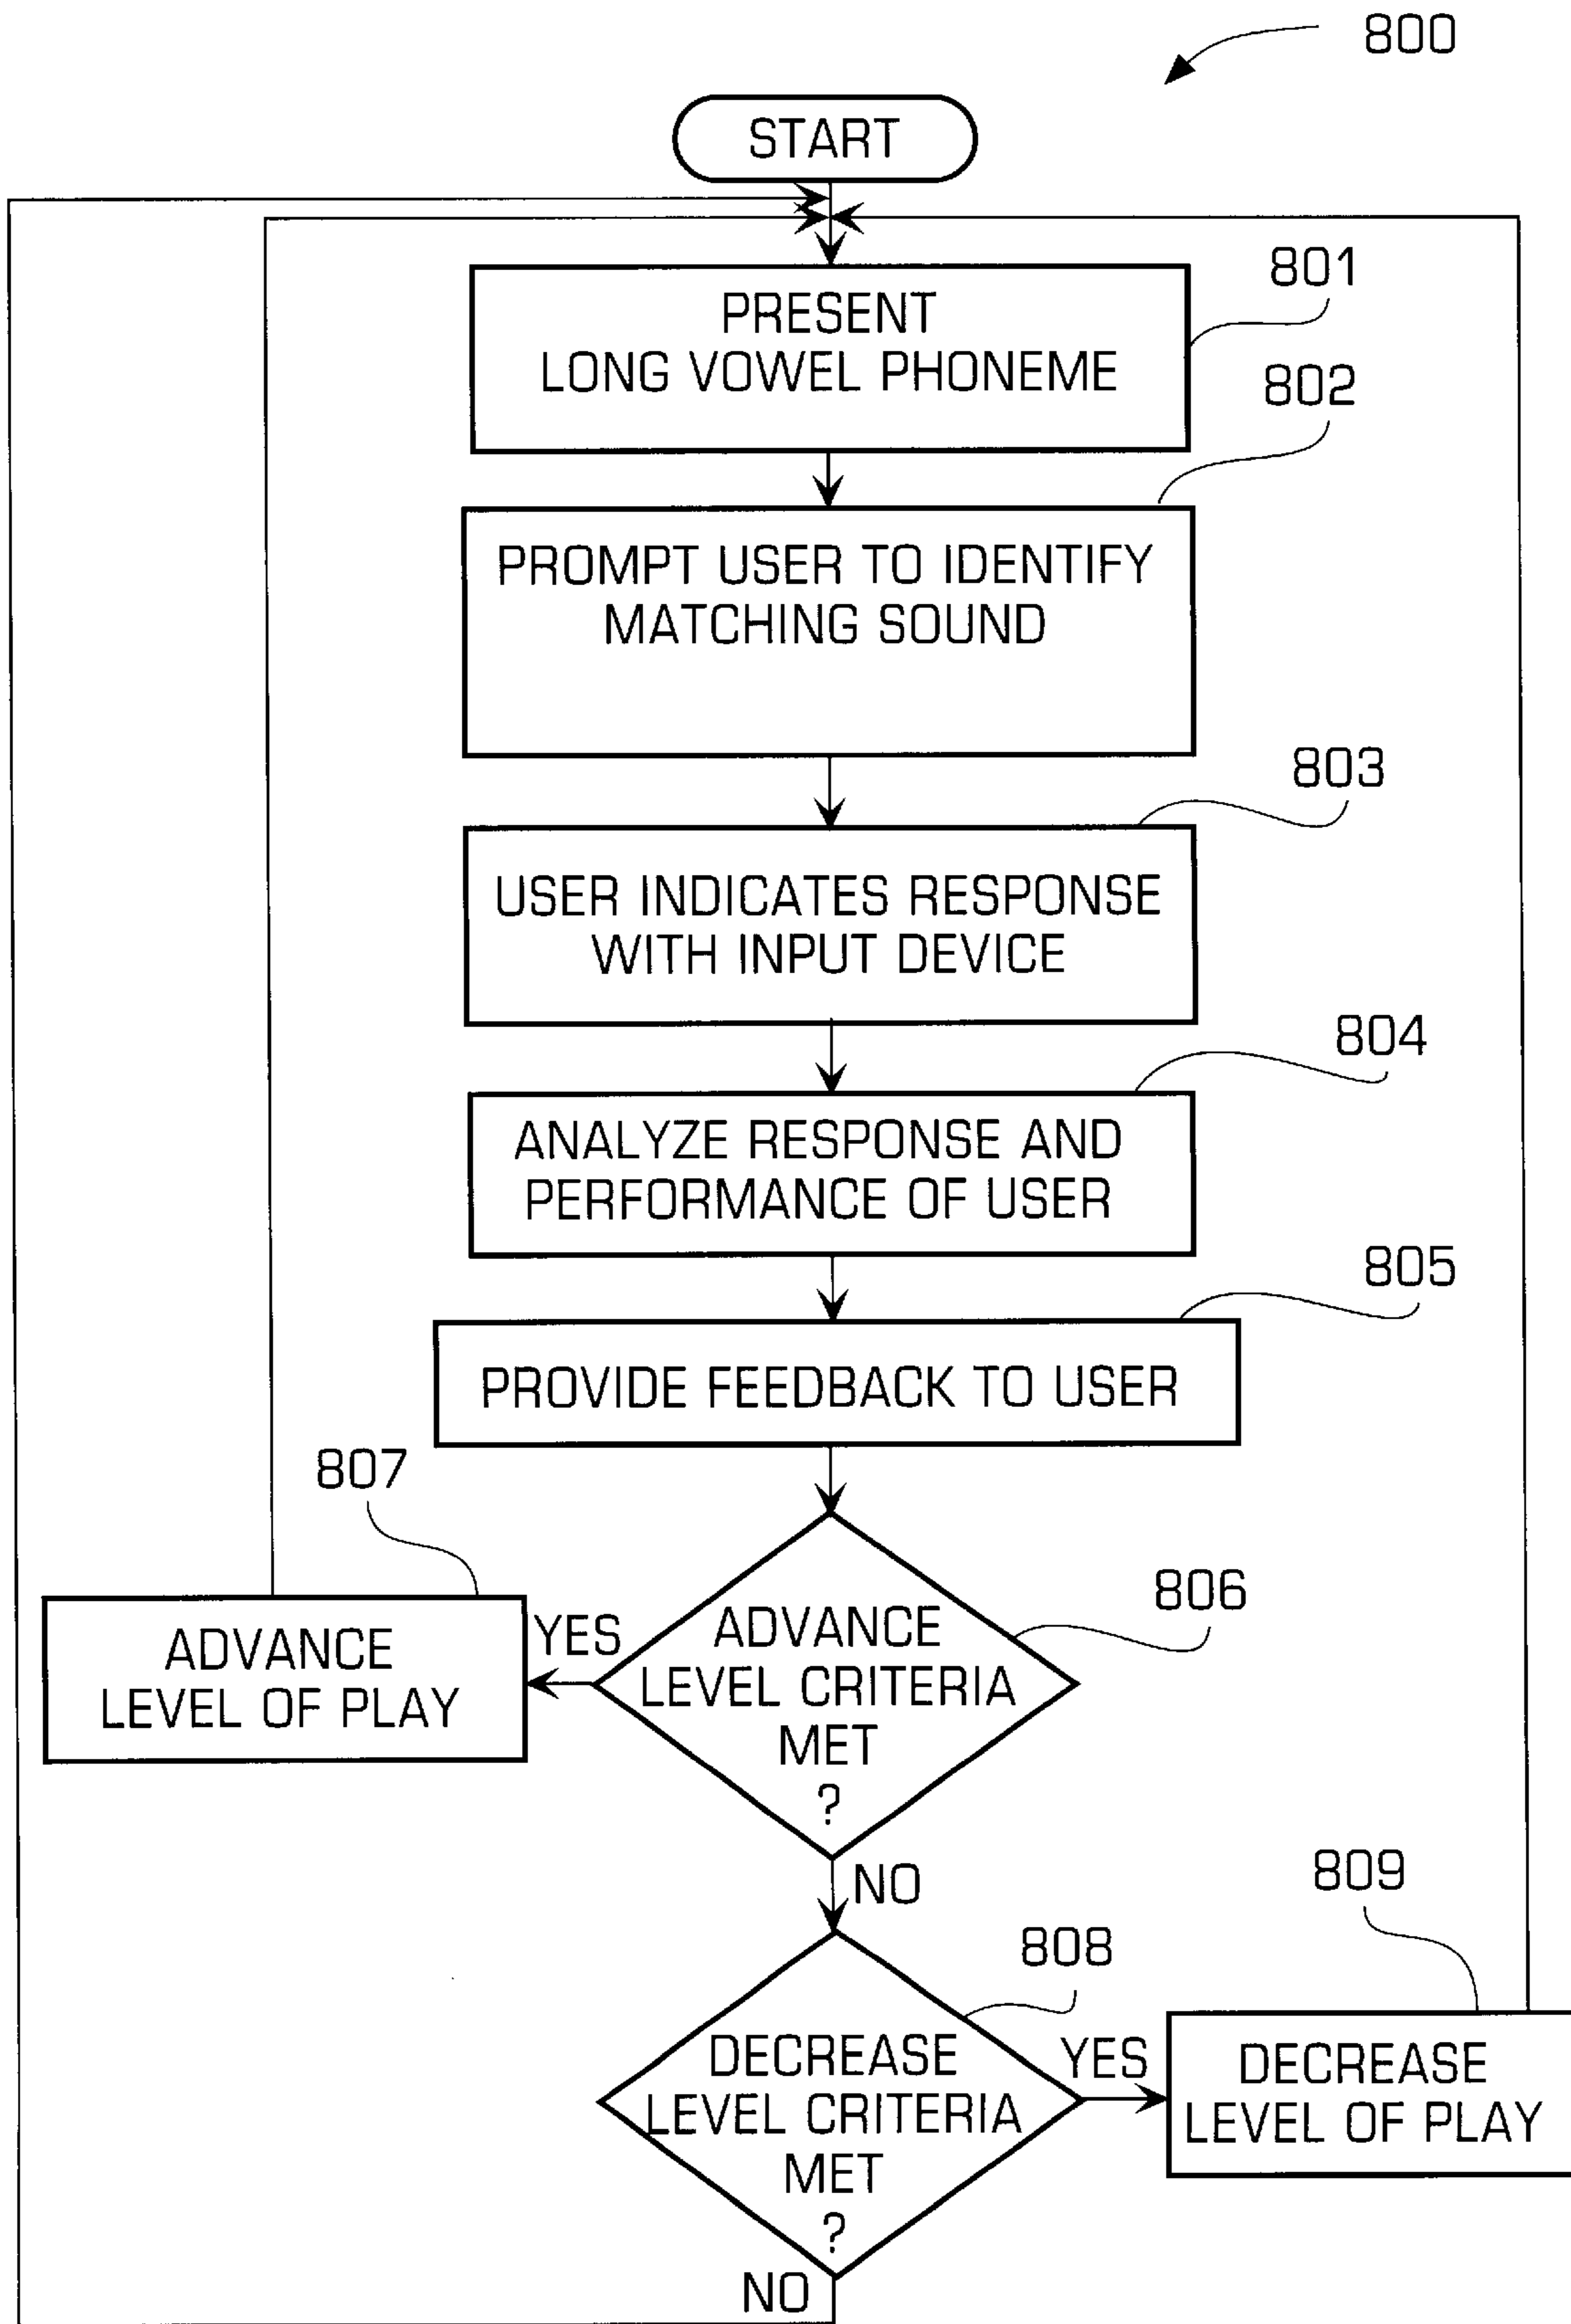 800
START
801
PRESENT
LONG VOWEL PHONEME
802
PROMPT USER TO IDENTIFY
MATCHING SOUND
803
USER INDICATES RESPONSE
WITH INPUT DEVICE
804
ANALYZE RESPONSE AND
PERFORMANCE OF USER
805
PROVIDE FEEDBACK TO USER
807
806
ADVANCE
LEVEL OF PLAY
YES
ADVANCE
LEVEL CRITERIA
MET
?
NO
809
808
DECREASE
LEVEL CRITERIA
MET
?
YES
DECREASE
LEVEL OF PLAY
NO